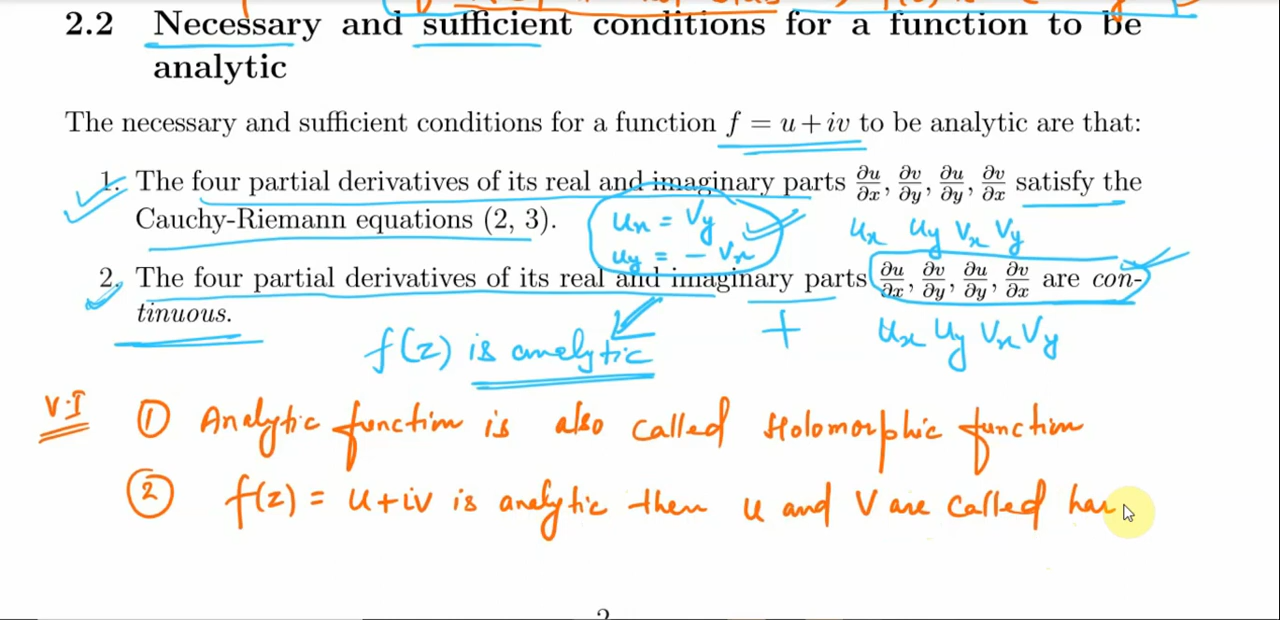 2.2 Necessary and sufficient conditions for a function to be
analytic
The necessary and sufficient conditions for a function f = u + iv to be analytic are that:
1. The four partial derivatives of its real and imaginary parts ∂u/∂x, ∂v/∂y, ∂u/∂y, ∂v/∂x satisfy the
Cauchy-Riemann equations (2, 3).
ux = vy
uy = - vx
ux uy vx vy
2. The four partial derivatives of its real and imaginary parts ∂u/∂x, ∂v/∂y, ∂u/∂y, ∂v/∂x are con-
tinuous.
+ ux uy vx vy
f(z) is analytic
V.I ① Analytic function is also called Holomorphic function
② f(z) = u+iv is analytic then u and v are called har